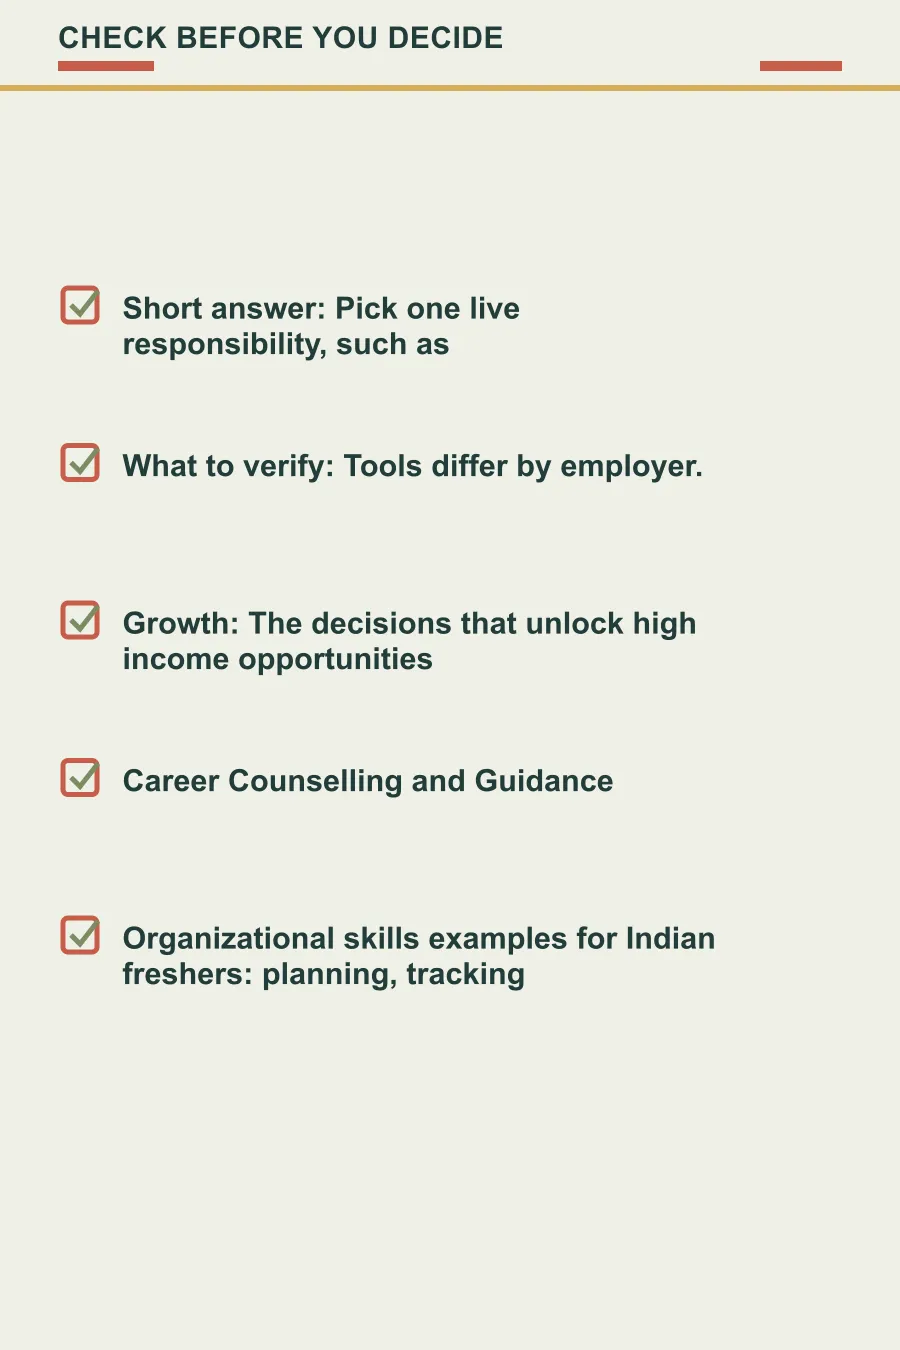 CHECK BEFORE YOU DECIDE
Short answer: Pick one live
responsibility, such as
What to verify: Tools differ by employer.
Growth: The decisions that unlock high
income opportunities
Career Counselling and Guidance
Organizational skills examples for Indian
freshers: planning, tracking